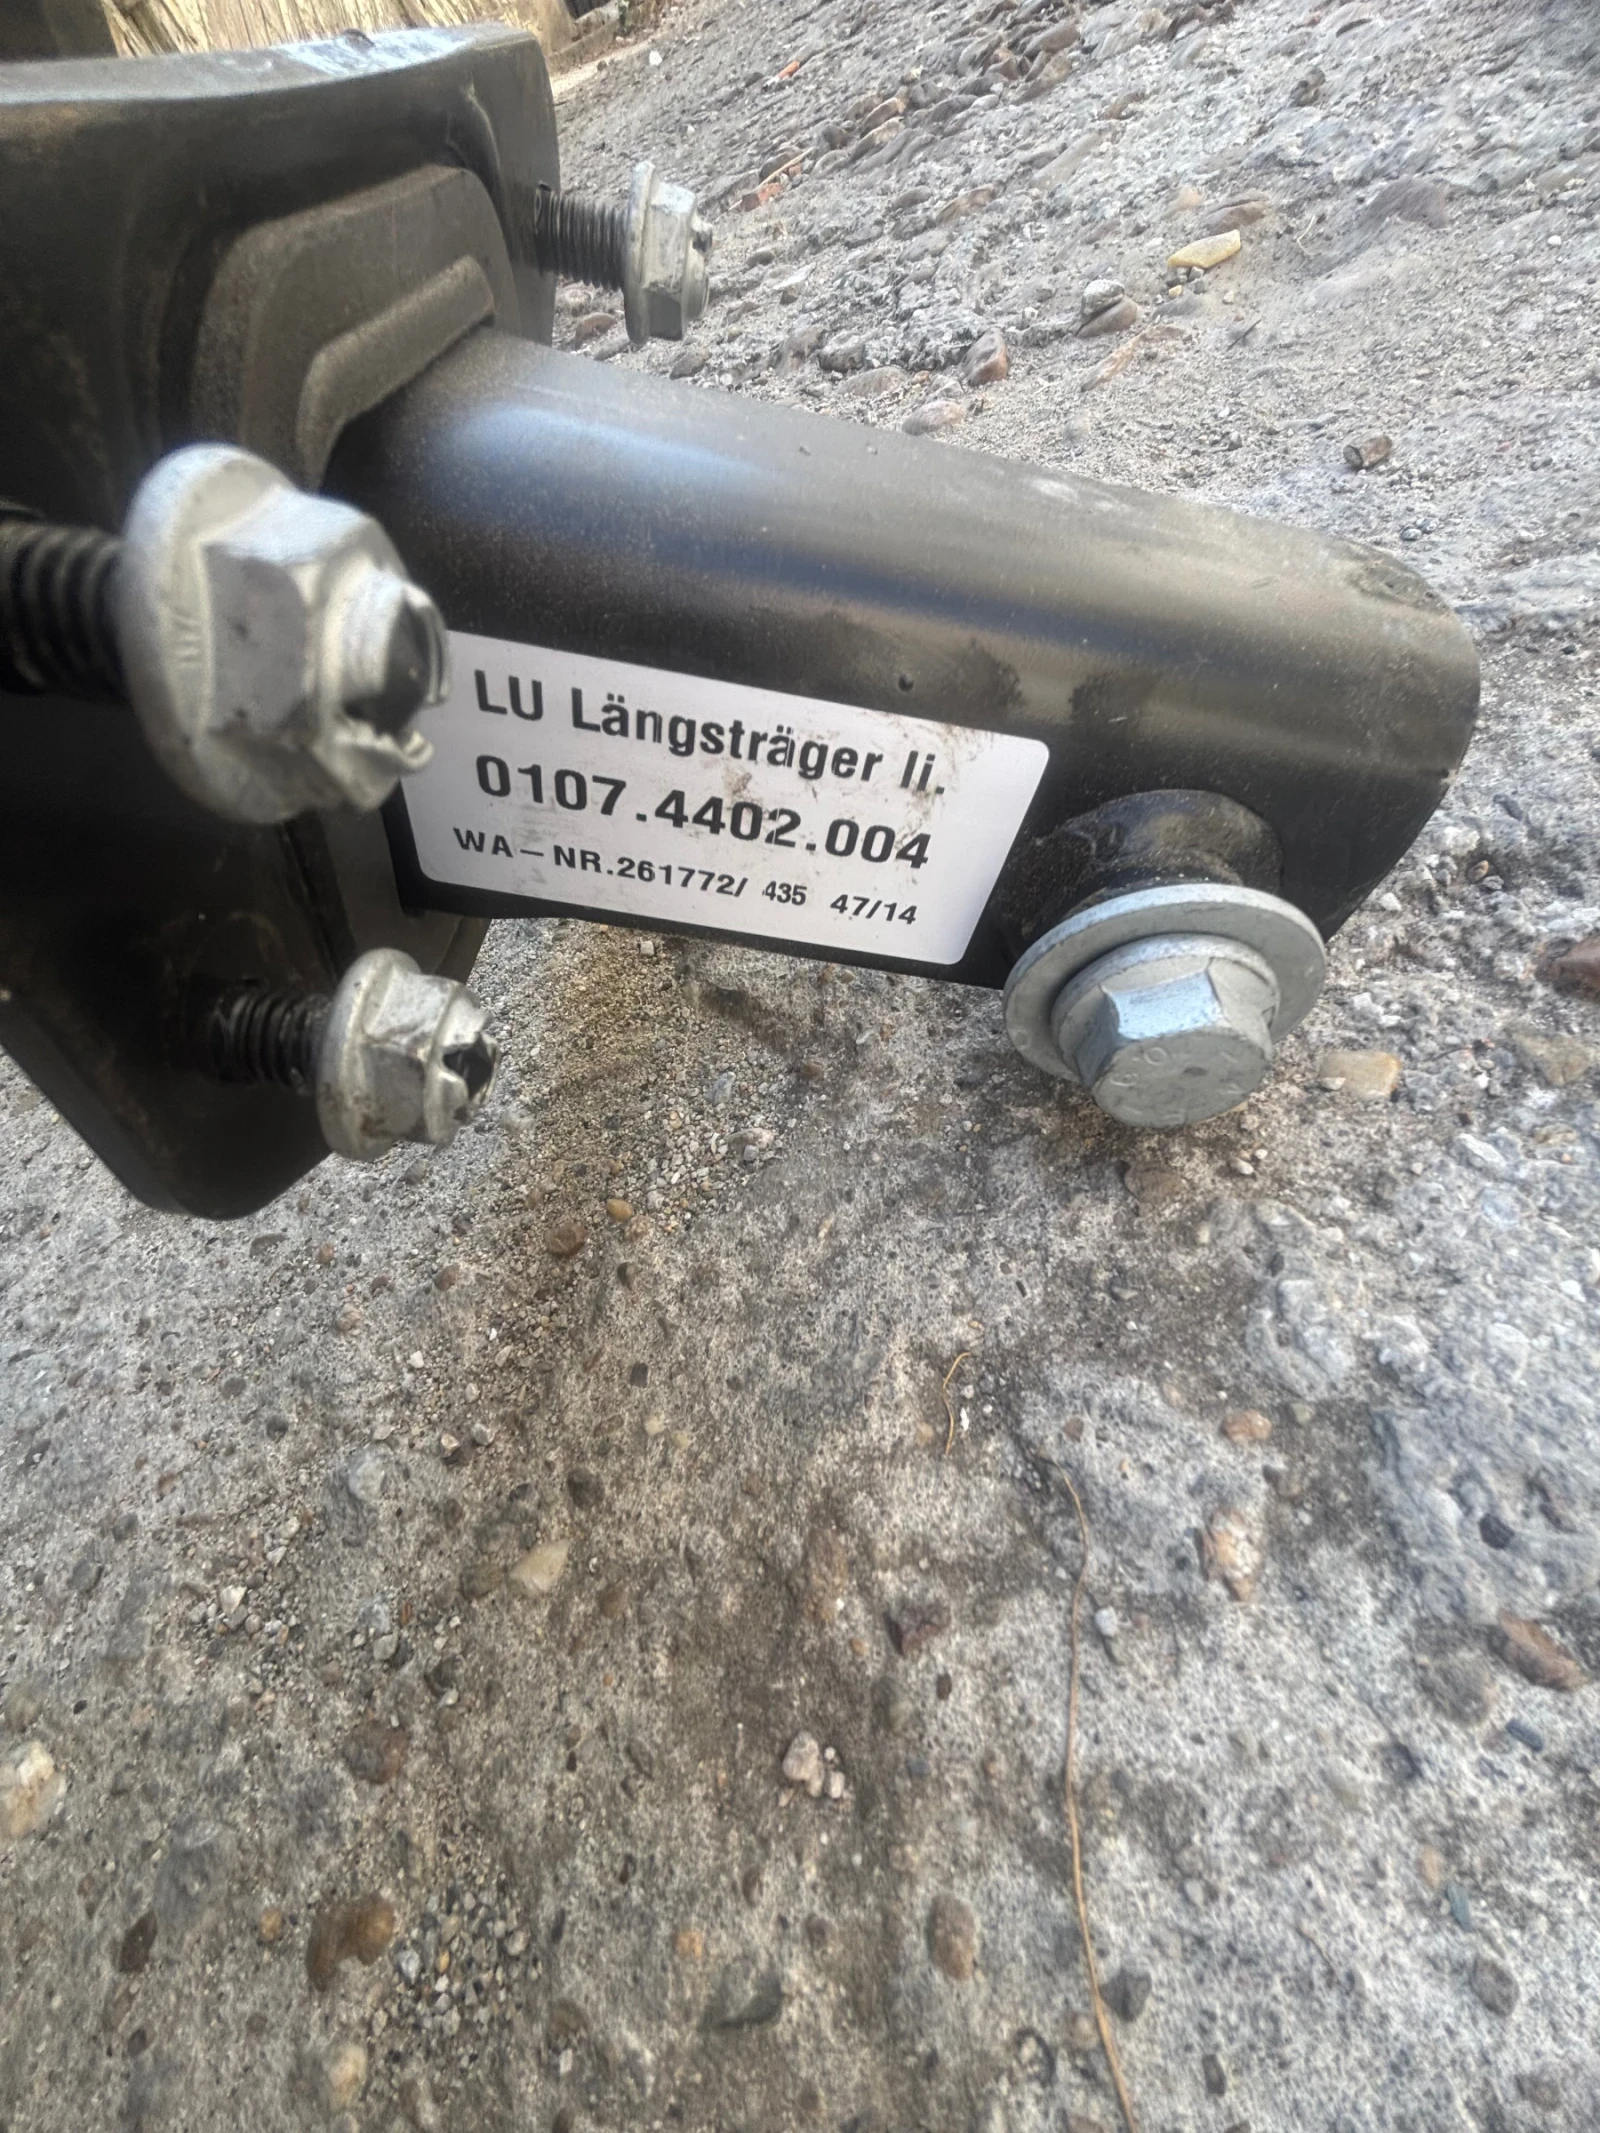 LU Längsträger li.
0107.4402.004
WA-NR.261772/ 435 47/14